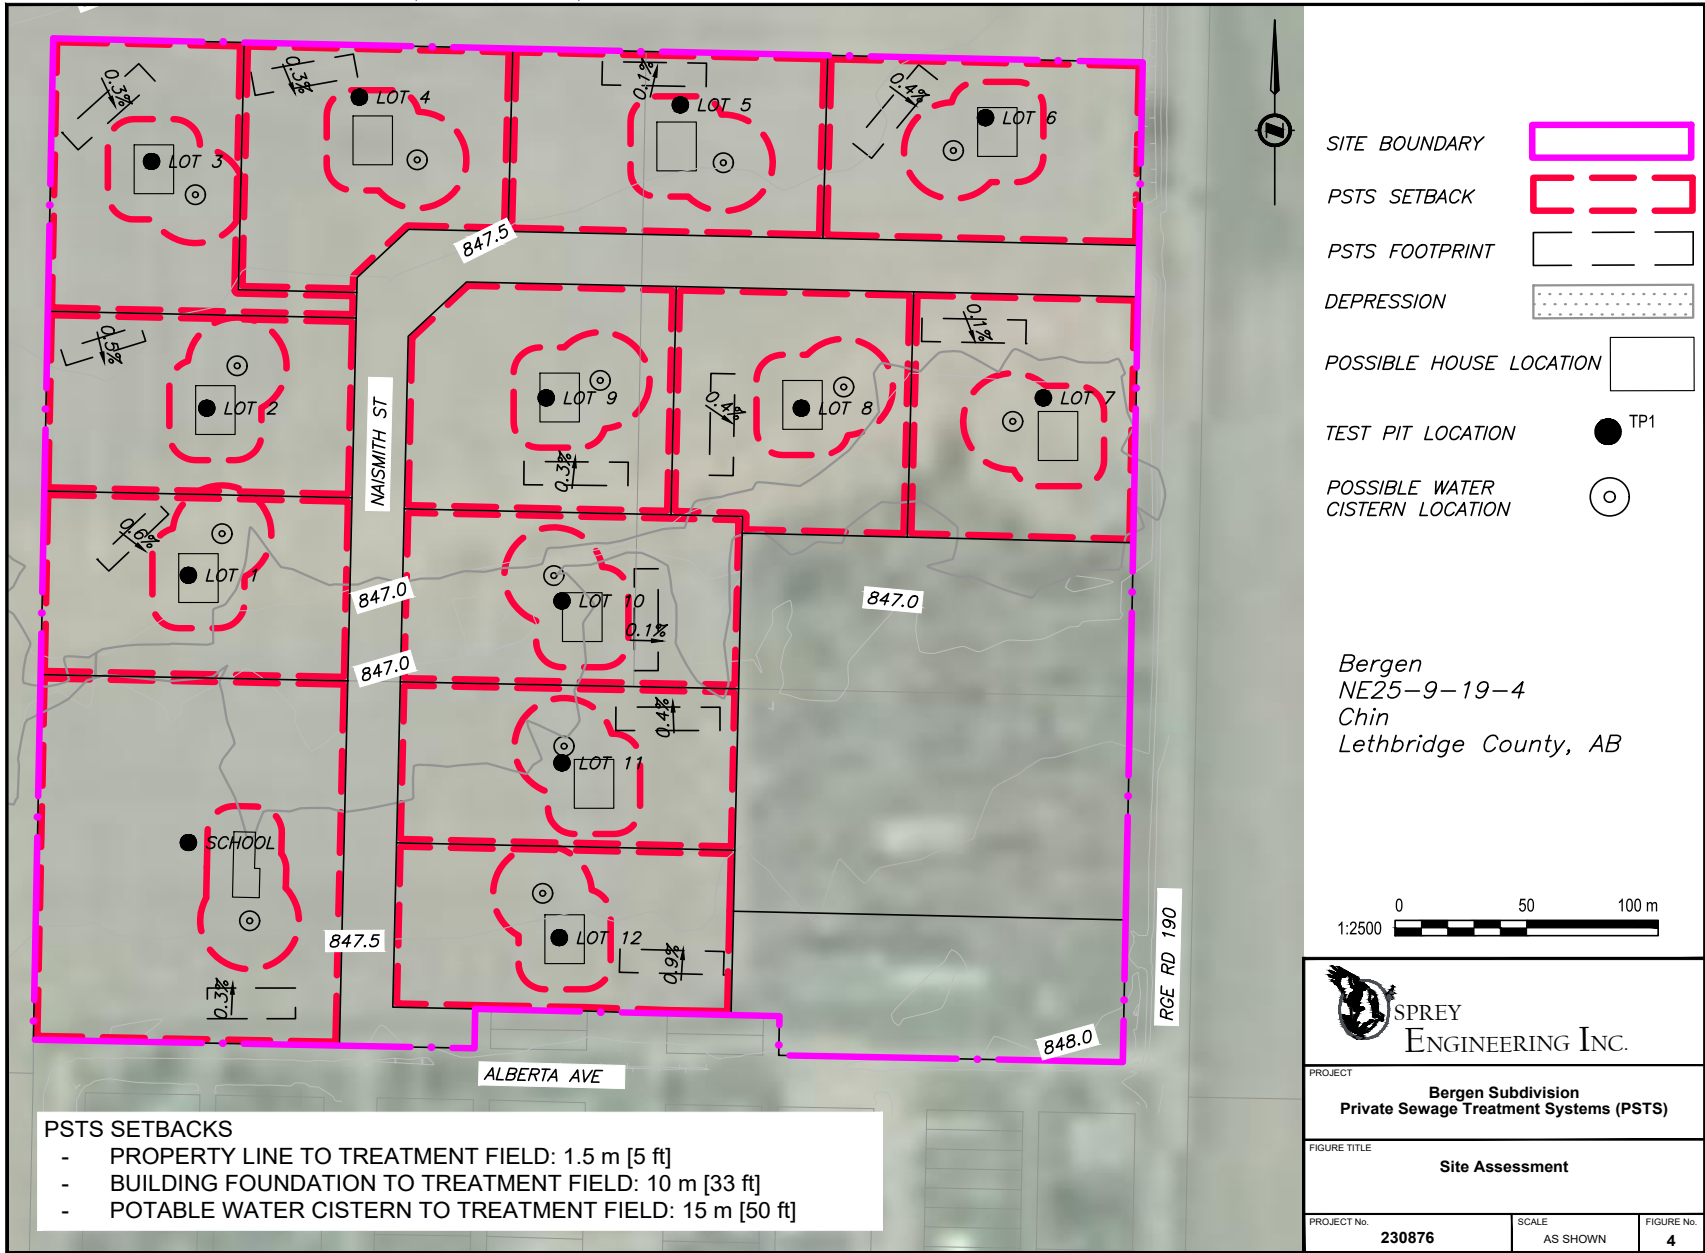 0.3%
LOT 3
0.3%
LOT 4
0.1%
LOT 5
0.4%
LOT 6
847.5
0.5%
LOT 2
NAISMITH ST
LOT 9
0.3%
0.4%
LOT 8
0.1%
LOT 7
0.6%
LOT 1
847.0
LOT 10
0.1%
847.0
847.0
0.4%
LOT 11
SCHOOL
0.3%
847.5
LOT 12
0.9%
848.0
RGE RD 190
ALBERTA AVE
PSTS SETBACKS
- PROPERTY LINE TO TREATMENT FIELD: 1.5 m [5 ft]
- BUILDING FOUNDATION TO TREATMENT FIELD: 10 m [33 ft]
- POTABLE WATER CISTERN TO TREATMENT FIELD: 15 m [50 ft]
Z
SITE BOUNDARY
PSTS SETBACK
PSTS FOOTPRINT
DEPRESSION
POSSIBLE HOUSE LOCATION
TEST PIT LOCATION
TP1
POSSIBLE WATER
CISTERN LOCATION
Bergen
NE25-9-19-4
Chin
Lethbridge County, AB
0 50 100 m
1:2500
OSPREY
ENGINEERING INC.
PROJECT
Bergen Subdivision
Private Sewage Treatment Systems (PSTS)
FIGURE TITLE
Site Assessment
PROJECT No.
230876
SCALE
AS SHOWN
FIGURE No.
4